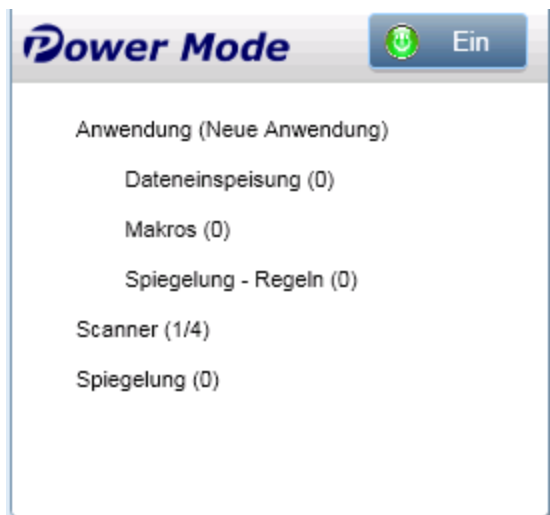 Power Mode
Ein
Anwendung (Neue Anwendung)
Dateneinspeisung (0)
Makros (0)
Spiegelung - Regeln (0)
Scanner (1/4)
Spiegelung (0)